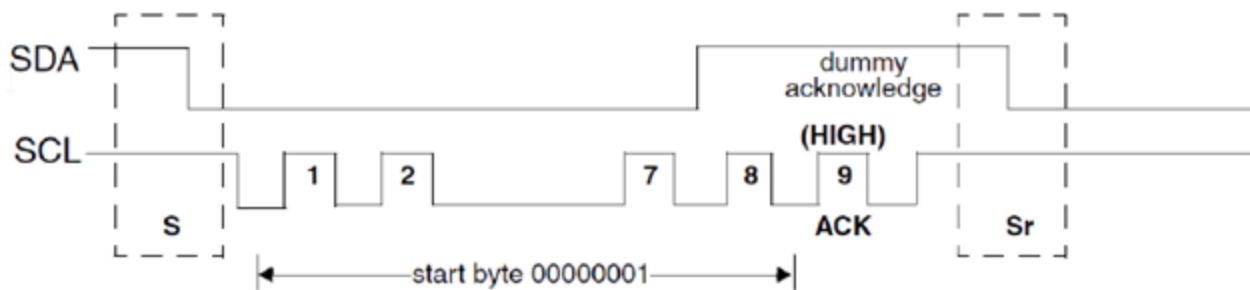 SDA
dummy
acknowledge
(HIGH)
SCL
1 2 7 8 9
S ACK Sr
start byte 00000001